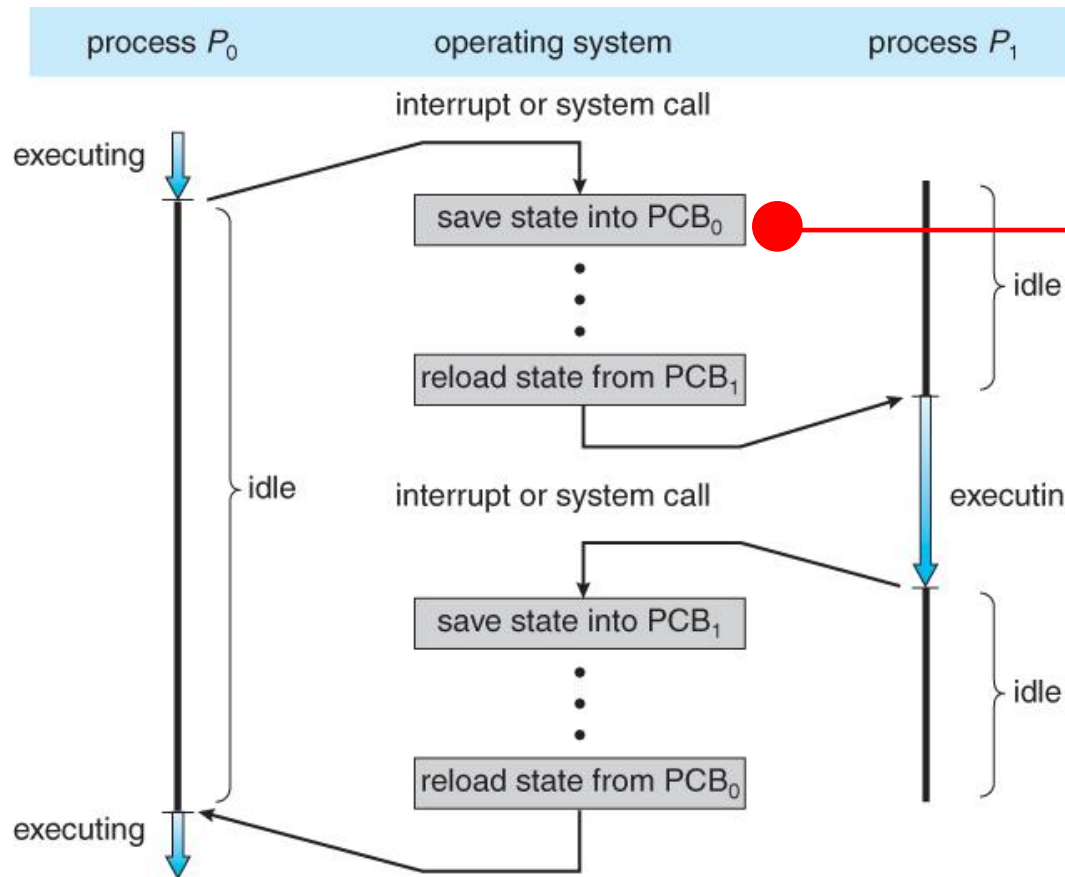 process P₀ operating system process P₁
interrupt or system call
executing
save state into PCB₀
idle
reload state from PCB₁
idle
interrupt or system call
executin
save state into PCB₁
idle
reload state from PCB₀
executing